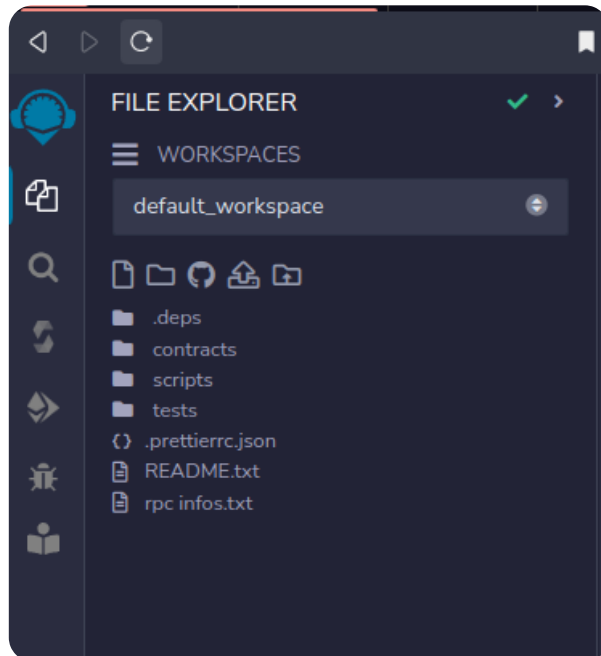 FILE EXPLORER
WORKSPACES
default_workspace
.deps
contracts
scripts
tests
.prettierrc.json
README.txt
rpc infos.txt